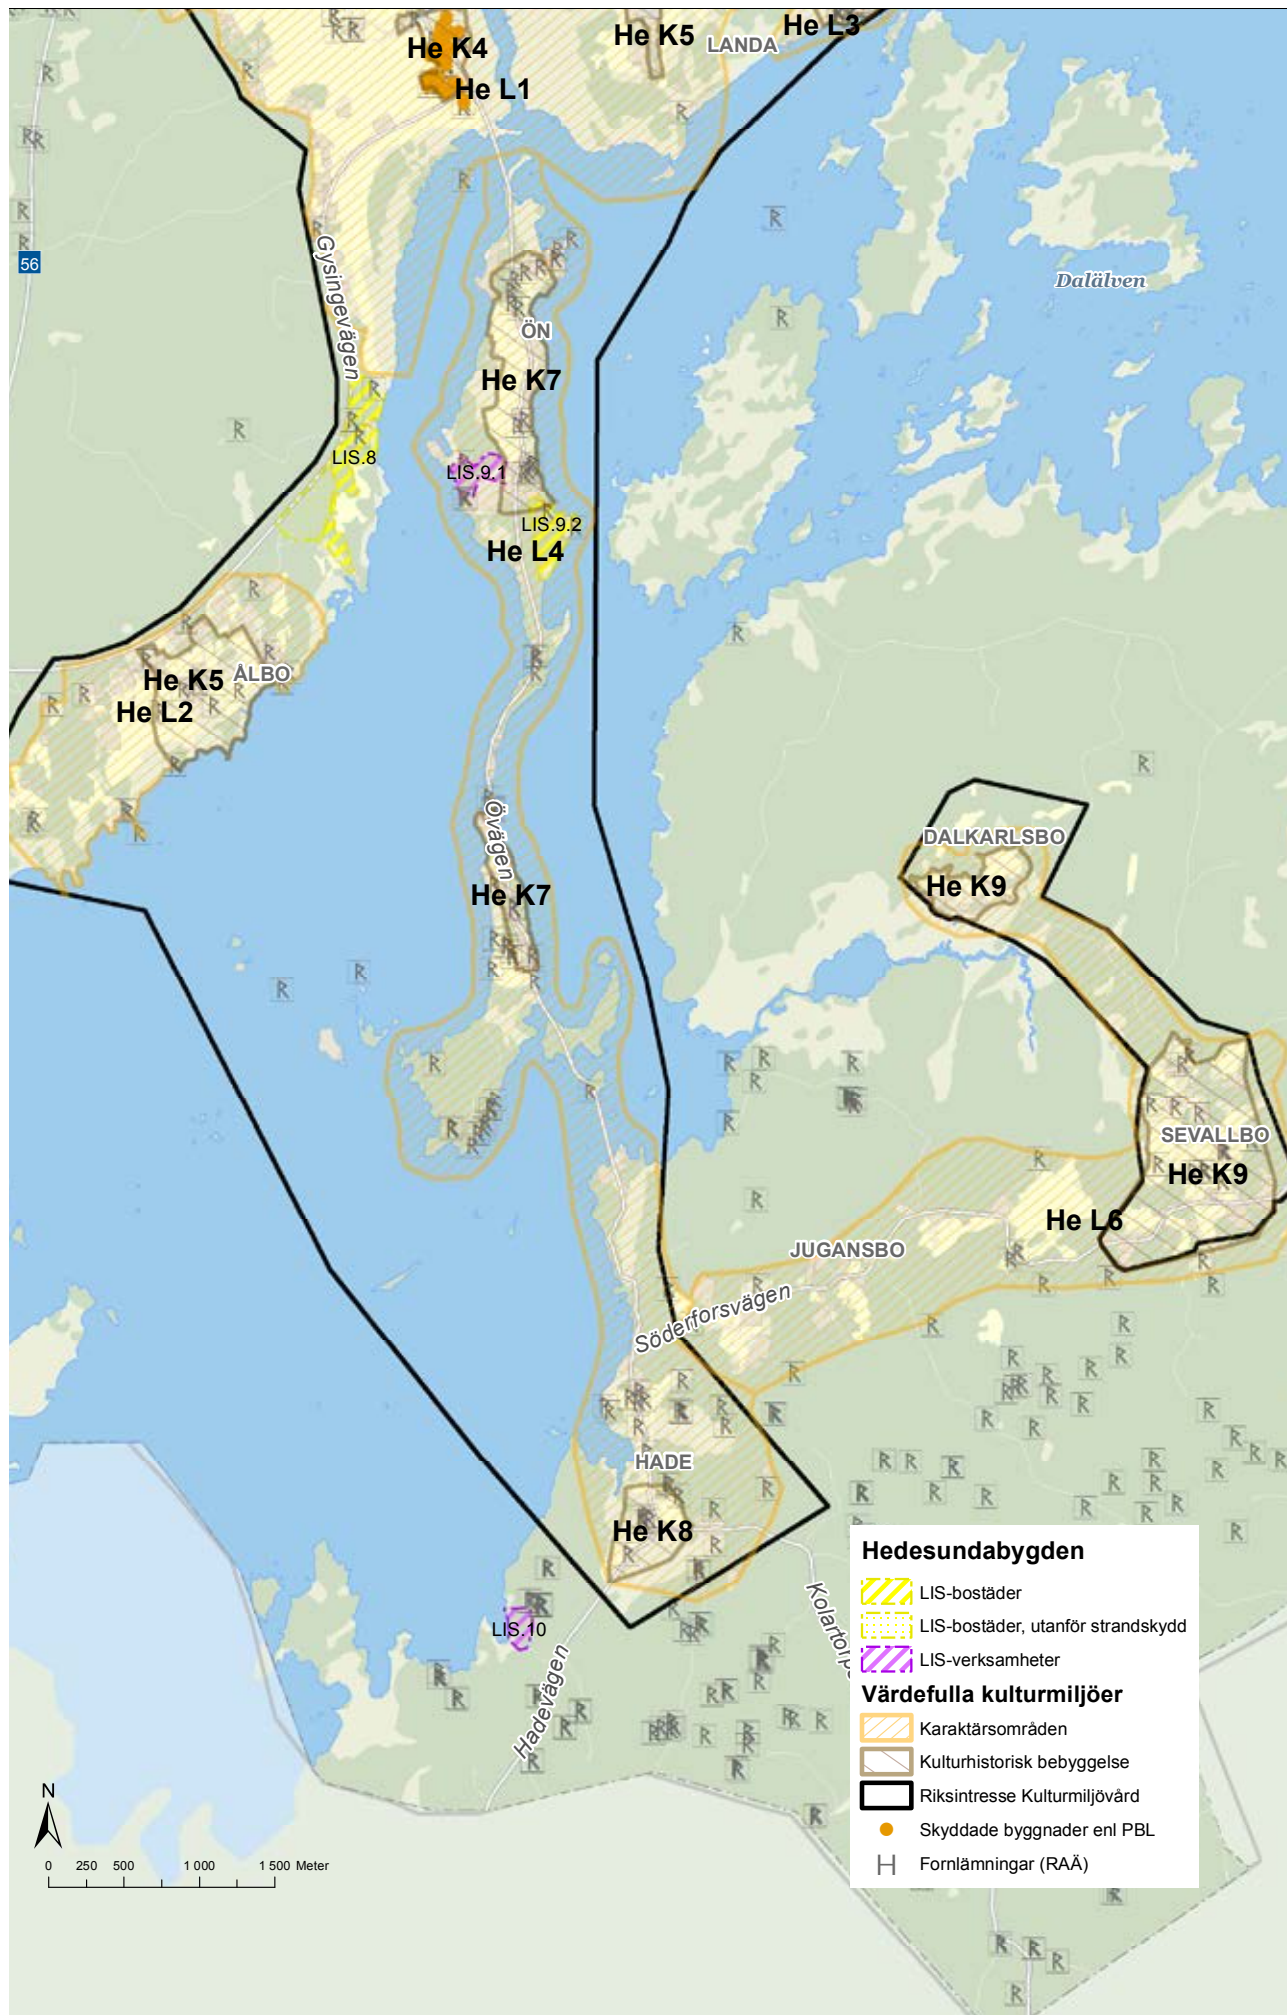 He K4
He K5
He L3
LANDA
He L1
56
Gysingevägen
Dalälven
ÖN
He K7
LIS.8
LIS.9.1
LIS.9.2
He L4
He K5
ÅLBO
He L2
Övägen
DALKARLSBO
He K9
He K7
SEVALLBO
He K9
He L6
JUGANSBO
Söderforsvägen
HADE
He K8
LIS.10
Hadevägen
Hedesundabygden
LIS-bostäder
LIS-bostäder, utanför strandskydd
LIS-verksamheter
Värdefulla kulturmiljöer
Karaktärsområden
Kulturhistorisk bebyggelse
Riksintresse Kulturmiljövård
Skyddade byggnader enl PBL
H Fornlämningar (RAÄ)
N
0 250 500 1 000 1 500 Meter